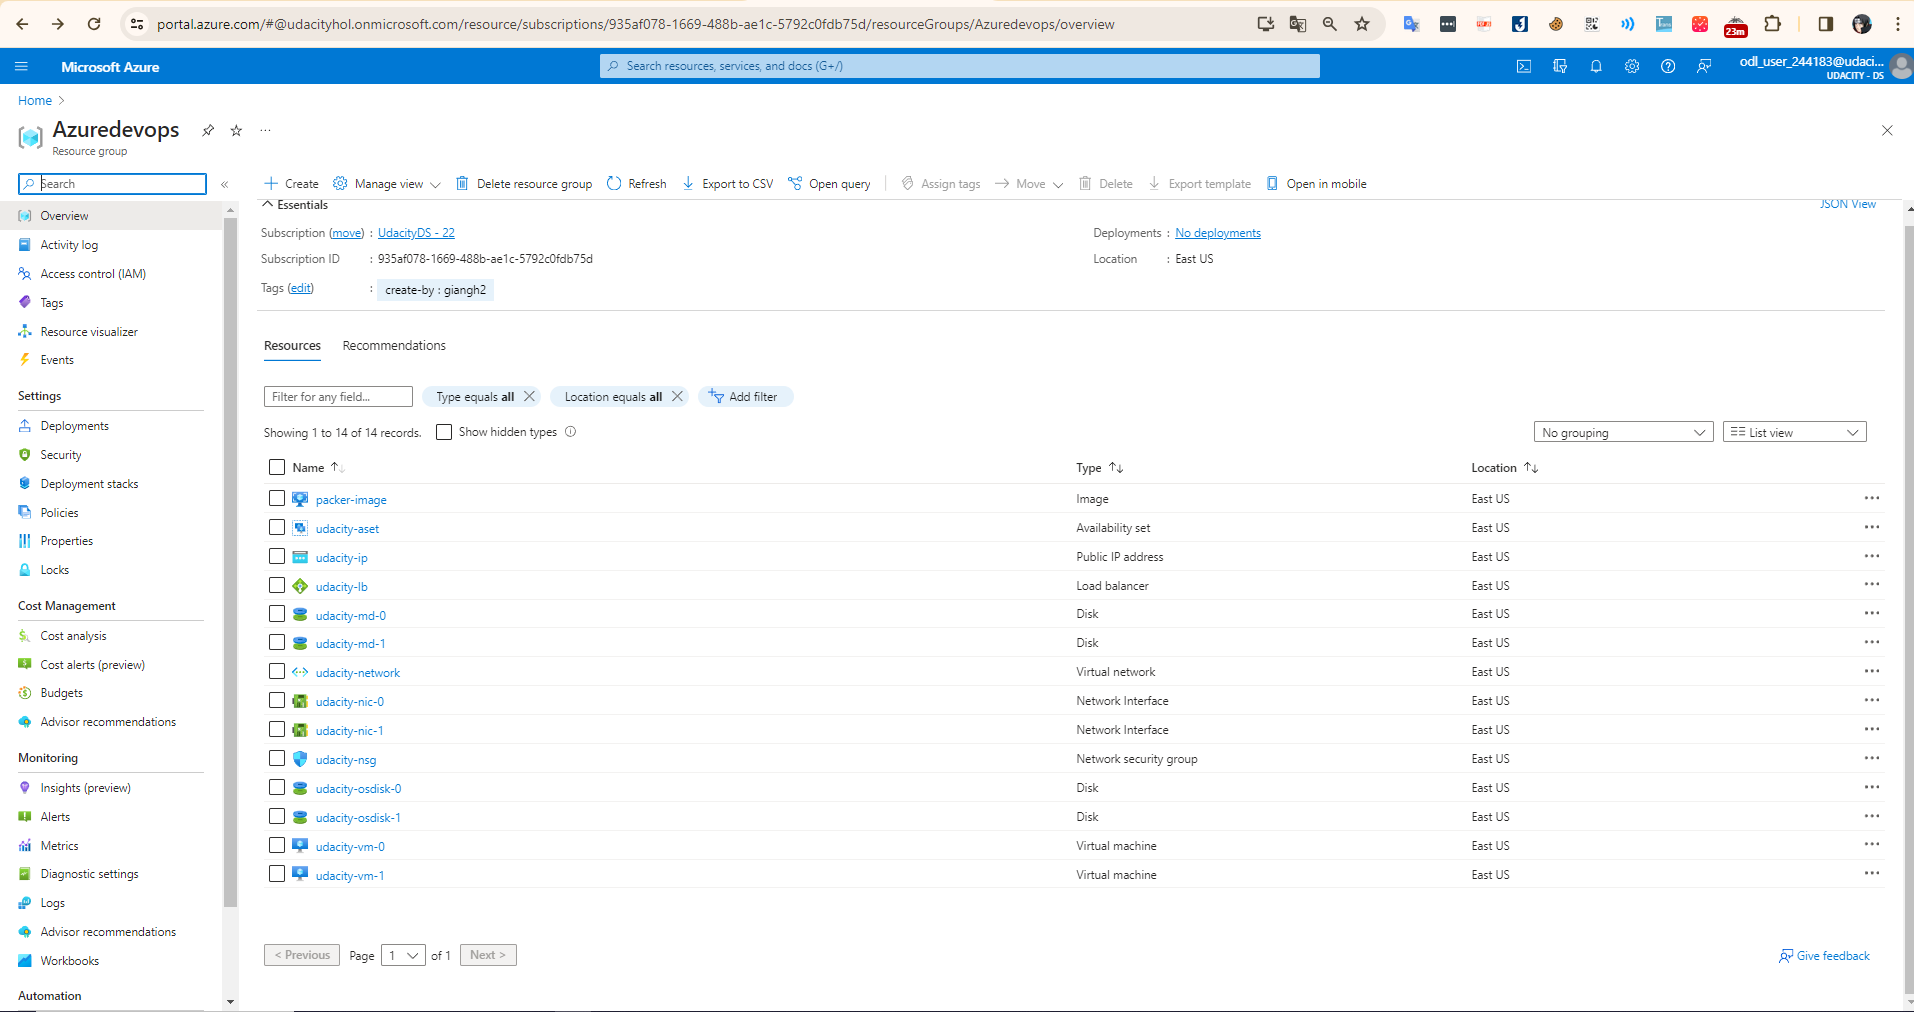 portal.azure.com/#@udacityhol.onmicrosoft.com/resource/subscriptions/935af078-1669-488b-ae1c-5792c0fdb75d/resourceGroups/Azuredevops/overview
23m
Microsoft Azure
Search resources, services, and docs (G+/)
odl_user_244183@udaci...
UDACITY - DS
Home
Azuredevops
Resource group
Search
Create
Manage view
Delete resource group
Refresh
Export to CSV
Open query
Assign tags
Move
Delete
Export template
Open in mobile
Overview
Activity log
Access control (IAM)
Tags
Resource visualizer
Events
Settings
Deployments
Security
Deployment stacks
Policies
Properties
Locks
Cost Management
Cost analysis
Cost alerts (preview)
Budgets
Advisor recommendations
Monitoring
Insights (preview)
Alerts
Metrics
Diagnostic settings
Logs
Advisor recommendations
Workbooks
Automation
Essentials
JSON View
Subscription (move) : UdacityDS - 22
Deployments : No deployments
Subscription ID : 935af078-1669-488b-ae1c-5792c0fdb75d
Location : East US
Tags (edit) : create-by : giangh2
Resources Recommendations
Filter for any field...
Type equals all
Location equals all
Add filter
Showing 1 to 14 of 14 records.
Show hidden types
No grouping
List view
Name Type Location
packer-image Image East US
udacity-aset Availability set East US
udacity-ip Public IP address East US
udacity-lb Load balancer East US
udacity-md-0 Disk East US
udacity-md-1 Disk East US
udacity-network Virtual network East US
udacity-nic-0 Network Interface East US
udacity-nic-1 Network Interface East US
udacity-nsg Network security group East US
udacity-osdisk-0 Disk East US
udacity-osdisk-1 Disk East US
udacity-vm-0 Virtual machine East US
udacity-vm-1 Virtual machine East US
< Previous Page 1 of 1 Next >
Give feedback